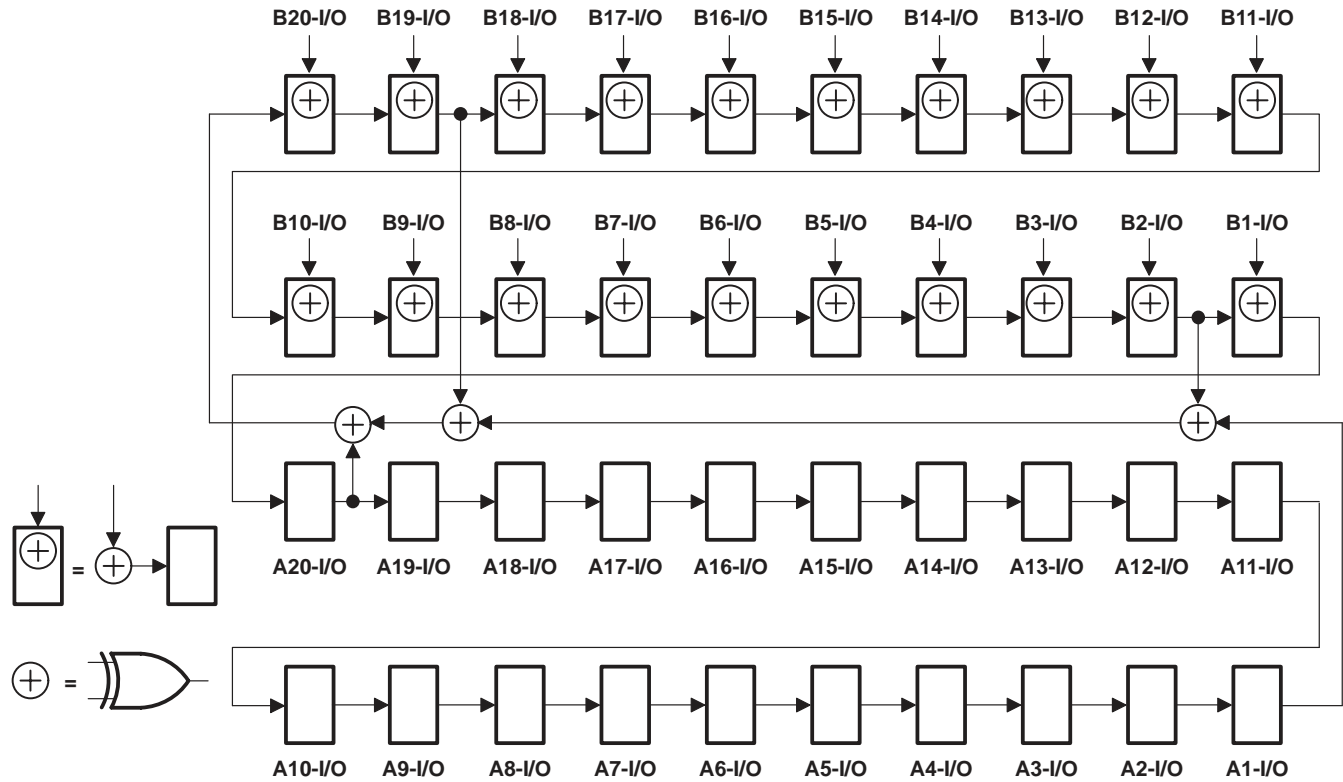 B20-I/O B19-I/O B18-I/O B17-I/O B16-I/O B15-I/O B14-I/O B13-I/O B12-I/O B11-I/O
B10-I/O B9-I/O B8-I/O B7-I/O B6-I/O B5-I/O B4-I/O B3-I/O B2-I/O B1-I/O
=
A20-I/O A19-I/O A18-I/O A17-I/O A16-I/O A15-I/O A14-I/O A13-I/O A12-I/O A11-I/O
=
A10-I/O A9-I/O A8-I/O A7-I/O A6-I/O A5-I/O A4-I/O A3-I/O A2-I/O A1-I/O